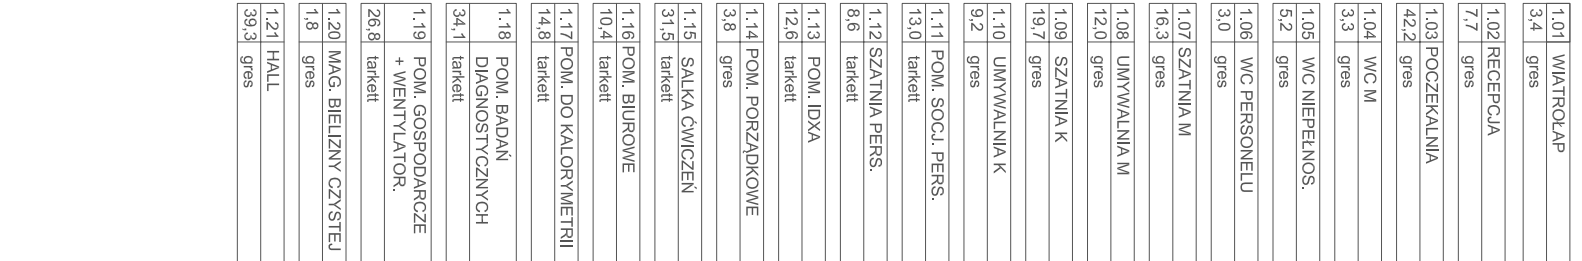 1.01 WIATROŁAP
3,4 gres
1.02 RECEPCJA
7,7 gres
1.03 POCZEKALNIA
42,2 gres
1.04 WC M
3,3 gres
1.05 WC NIEPEŁNOS.
5,2 gres
1.06 WC PERSONELU
3,0 gres
1.07 SZATNIA M
16,3 gres
1.08 UMYWALNIA M
12,0 gres
1.09 SZATNIA K
19,7 gres
1.10 UMYWALNIA K
9,2 gres
1.11 POM. SOCJ. PERS.
13,0 tarkett
1.12 SZATNIA PERS.
8,6 tarkett
1.13 POM. IDXA
12,6 tarkett
1.14 POM. PORZĄDKOWE
3,8 gres
1.15 SALKA ĆWICZEŃ
31,5 tarkett
1.16 POM. BIUROWE
10,4 tarkett
1.17 POM. DO KALORYMETRII
14,8 tarkett
1.18 POM. BADAŃ
DJAGNOSTYCZNYCH
34,1 tarkett
1.19 POM. GOSPODARCZE
+ WENTYLATOR.
26,8 tarkett
1.20 MAG. BIELIZNY CZYSTEJ
1,8 gres
1.21 HALL
39,3 gres